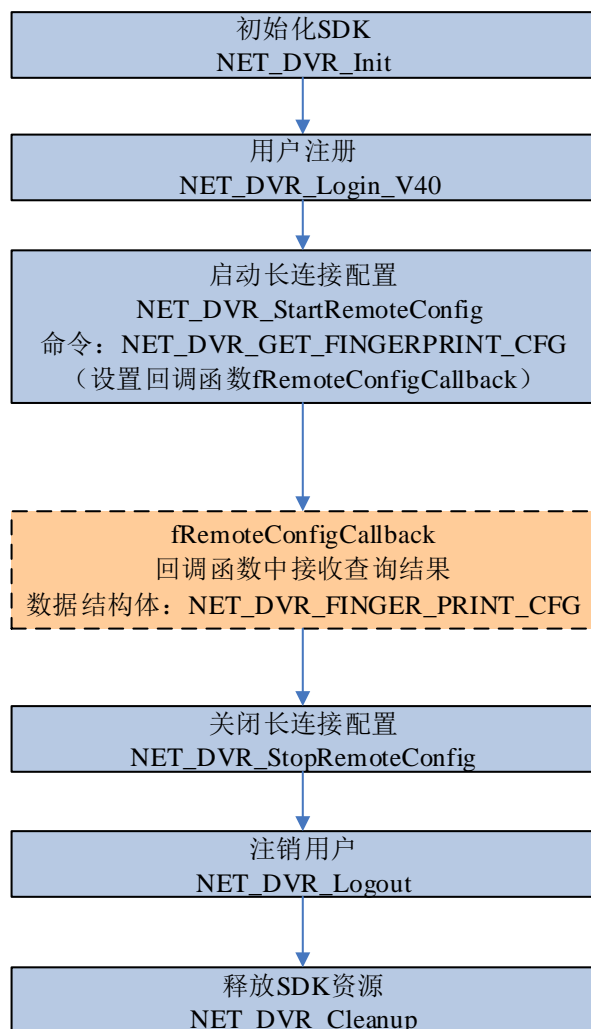 初始化SDK
NET_DVR_Init
用户注册
NET_DVR_Login_V40
启动长连接配置
NET_DVR_StartRemoteConfig
命令：NET_DVR_GET_FINGERPRINT_CFG
（设置回调函数fRemoteConfigCallback）
fRemoteConfigCallback
回调函数中接收查询结果
数据结构体：NET_DVR_FINGER_PRINT_CFG
关闭长连接配置
NET_DVR_StopRemoteConfig
注销用户
NET_DVR_Logout
释放SDK资源
NET_DVR_Cleanup